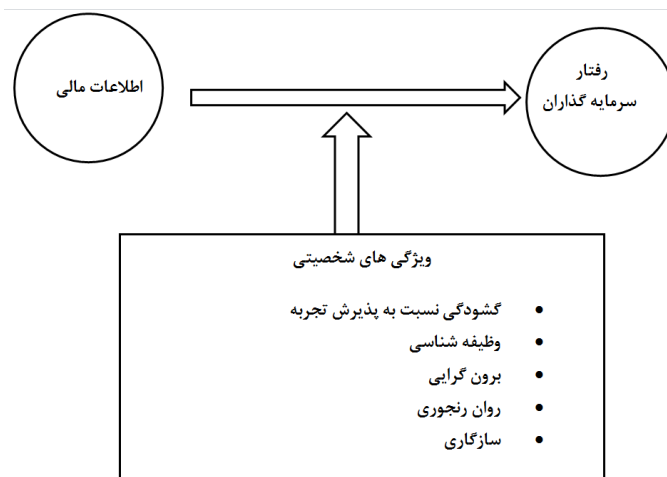 رفتار
سرمایه گذاران
اطلاعات مالی
ویژگی های شخصیتی
گشودگی نسبت به پذیرش تجربه
وظیفه شناسی
برون گرایی
روان رنجوری
سازگاری